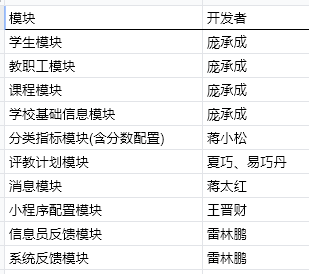 模块 开发者
学生模块 庞承成
教职工模块 庞承成
课程模块 庞承成
学校基础信息模块 庞承成
分类指标模块(含分数配置) 蒋小松
评教计划模块 夏巧、易巧丹
消息模块 蒋太红
小程序配置模块 王晋财
信息员反馈模块 雷林鹏
系统反馈模块 雷林鹏